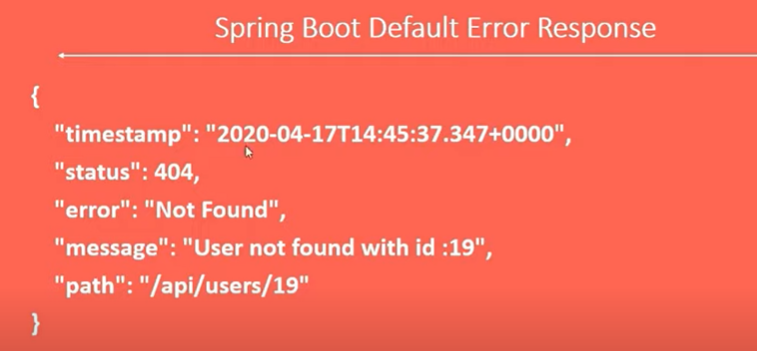 Spring Boot Default Error Response
{
"timestamp": "2020-04-17T14:45:37.347+0000",
"status": 404,
"error": "Not Found",
"message": "User not found with id :19",
"path": "/api/users/19"
}